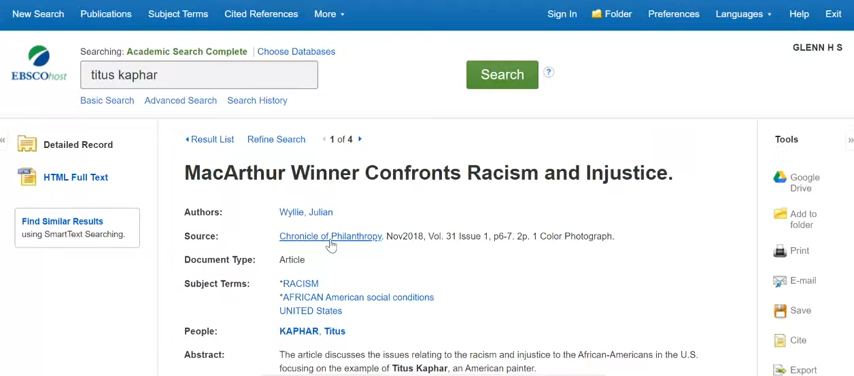 New Search Publications Subject Terms Cited References More Sign In Folder Preferences Languages Help Exit
GLENN H S
Searching: Academic Search Complete Choose Databases
EBSCOhost
titus kaphar
Search
?
Basic Search Advanced Search Search History
« Detailed Record
HTML Full Text
Find Similar Results
using SmartText Searching.
Result List Refine Search 1 of 4
MacArthur Winner Confronts Racism and Injustice.
Authors: Wyllie, Julian
Source: Chronicle of Philanthropy. Nov2018, Vol. 31 Issue 1, p6-7. 2p. 1 Color Photograph.
Document Type: Article
Subject Terms: *RACISM
*AFRICAN American social conditions
UNITED States
People: KAPHAR, Titus
Abstract: The article discusses the issues relating to the racism and injustice to the African-Americans in the U.S.
focusing on the example of Titus Kaphar, an American painter.
Tools »
Google
Drive
Add to
folder
Print
E-mail
Save
Cite
Export